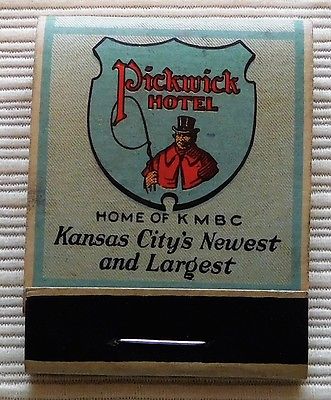 Pickwick
HOTEL
HOME OF KMBC
Kansas City's Newest
and Largest